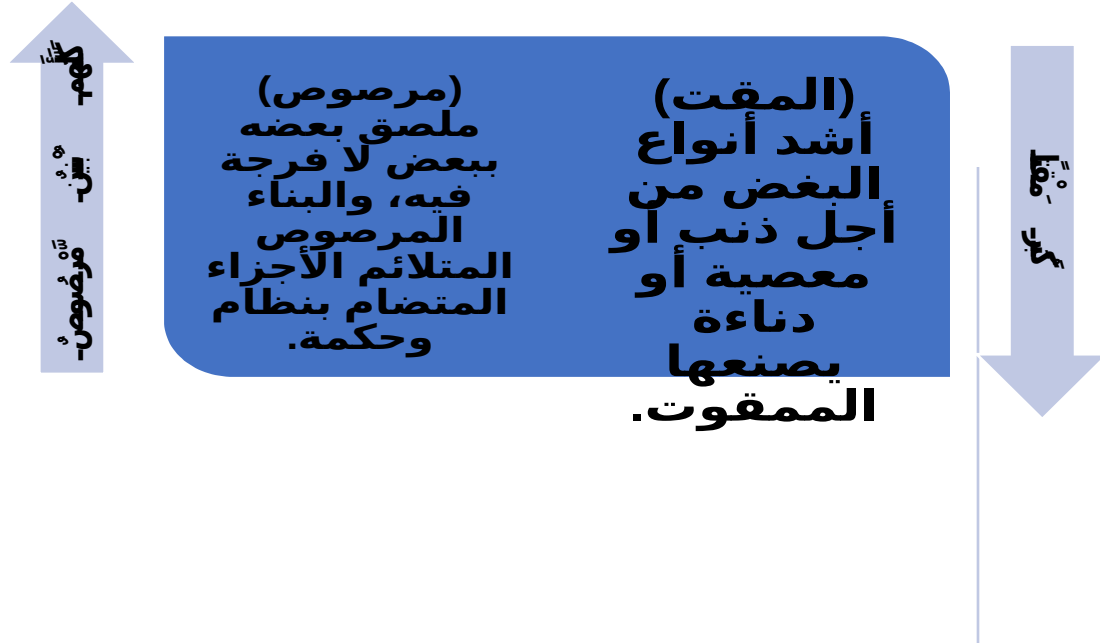 كَبُرَ مَقْتًا
(المقت)
أشد أنواع
البغض من
أجل ذنب أو
معصية أو
دناءة
يصنعها
الممقوت.
(مرصوص)
ملصق بعضه
ببعض لا فرجة
فيه، والبناء
المرصوص
المتلائم الأجزاء
المتضام بنظام
وحكمة.
مَّرْصُوصٌ